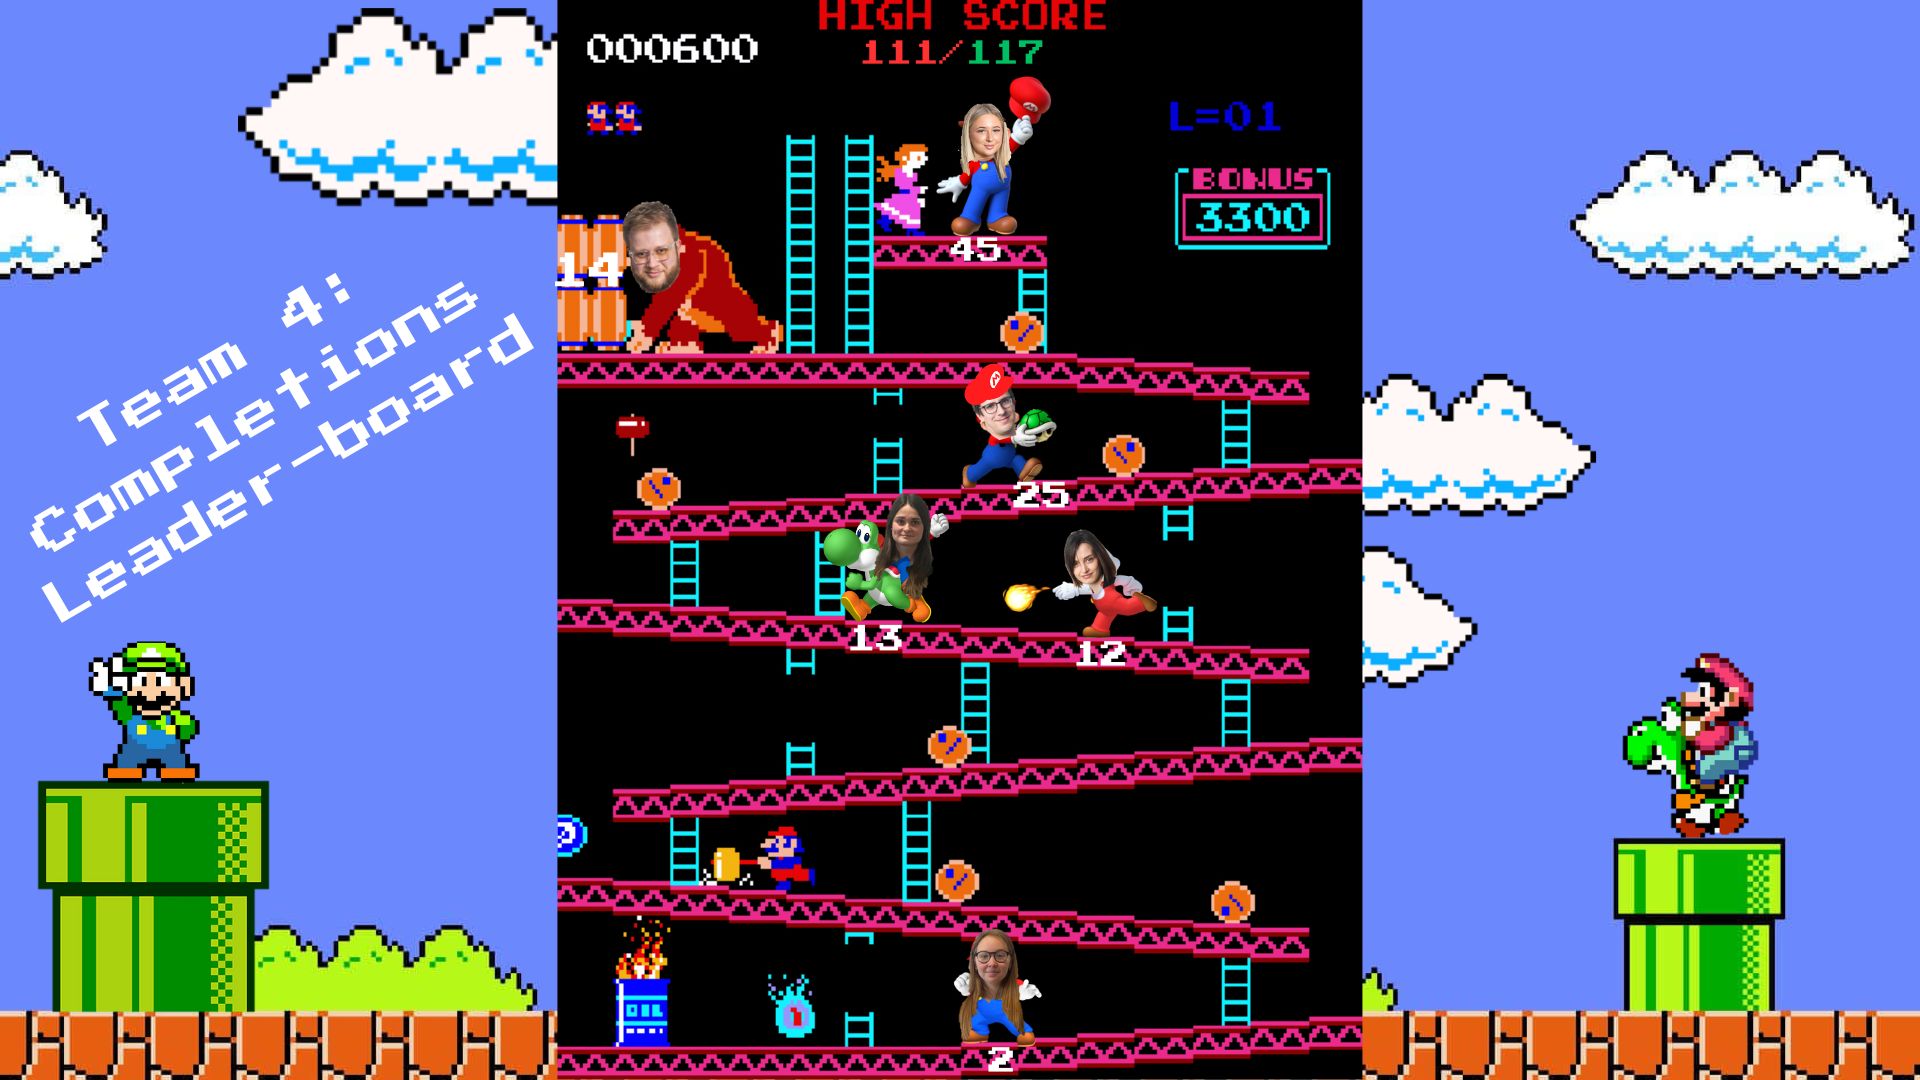 HIGH SCORE
000600
111/117
L=01
BONUS
3300
45
14
25
13
12
2
OIL
Team 4:
Completions
Leader-board
M